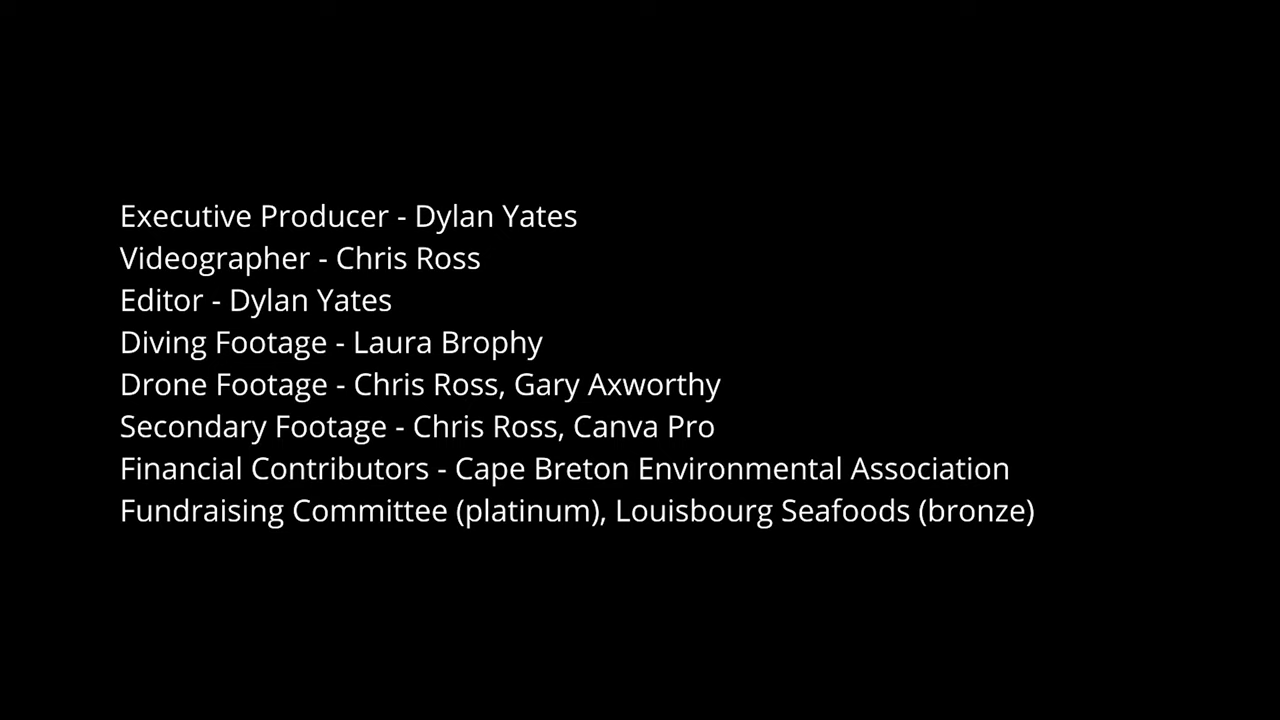 Executive Producer - Dylan Yates
Videographer - Chris Ross
Editor - Dylan Yates
Diving Footage - Laura Brophy
Drone Footage - Chris Ross, Gary Axworthy
Secondary Footage - Chris Ross, Canva Pro
Financial Contributors - Cape Breton Environmental Association
Fundraising Committee (platinum), Louisbourg Seafoods (bronze)